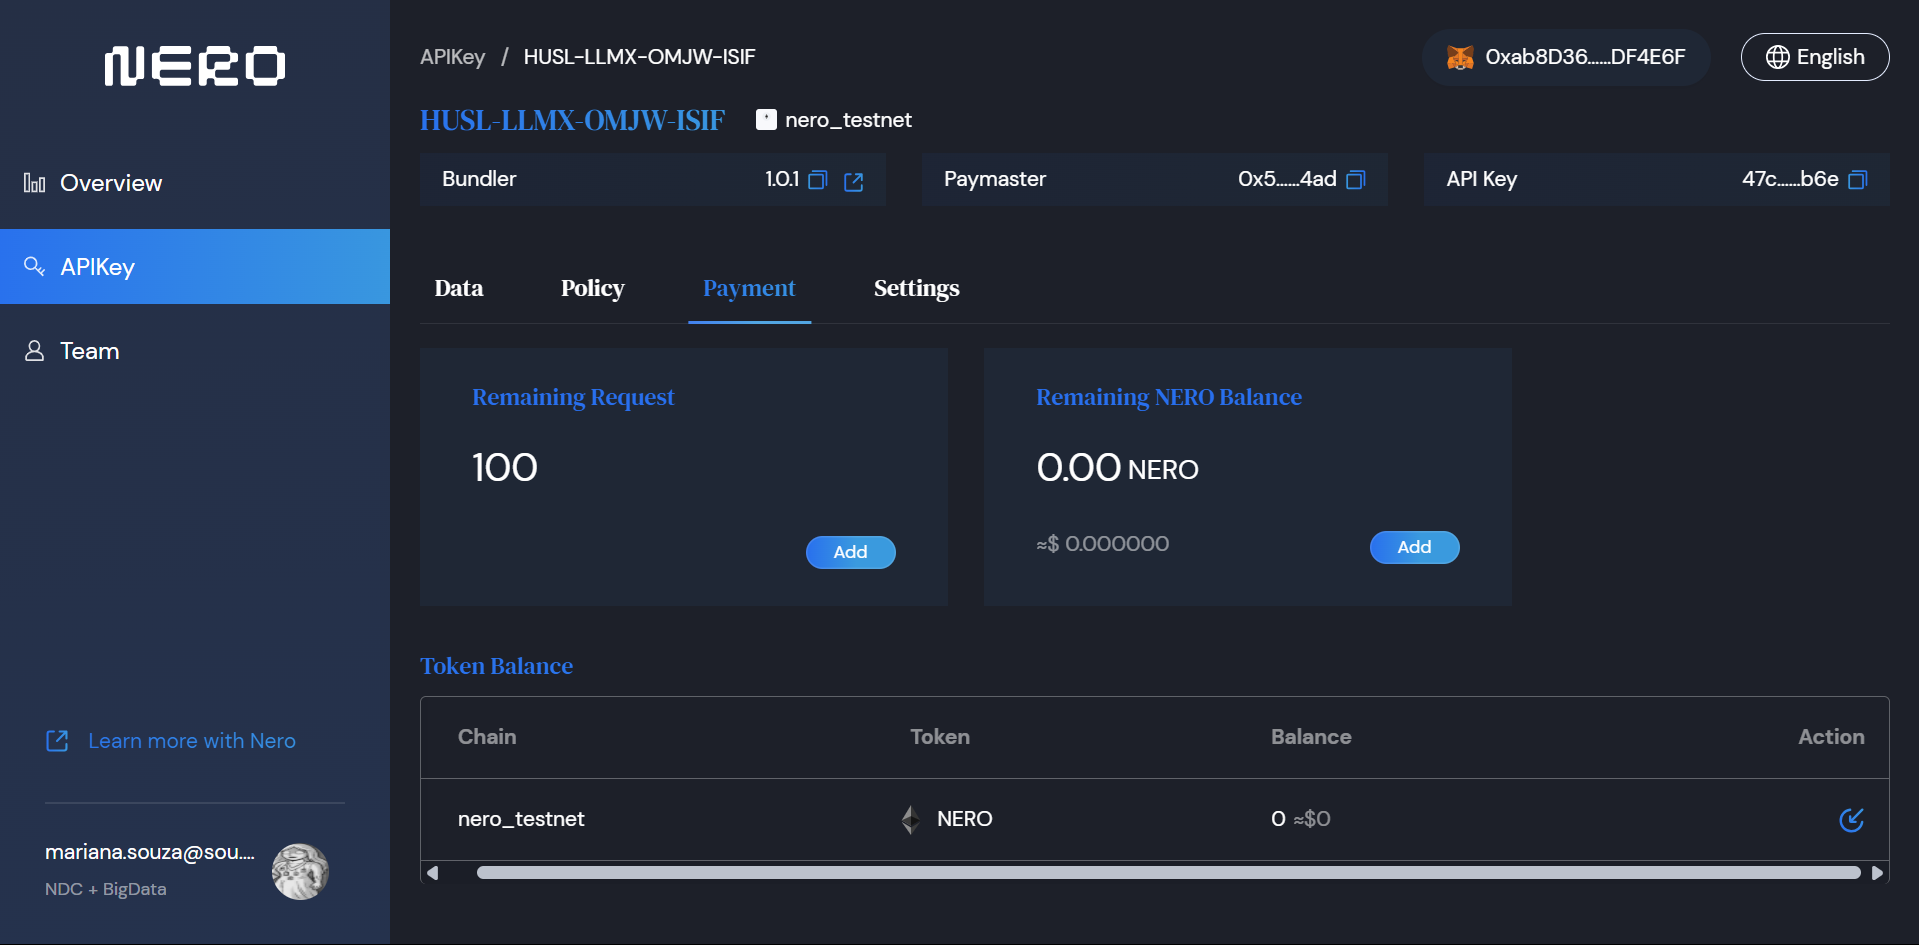 NERO
Overview
APIKey
Team
Learn more with Nero
mariana.souza@sou....
NDC + BigData
APIKey / HUSL-LLMX-OMJW-ISIF
0xab8D36......DF4E6F
English
HUSL-LLMX-OMJW-ISIF nero_testnet
Bundler 1.0.1
Paymaster 0x5......4ad
API Key 47c......b6e
Data Policy Payment Settings
Remaining Request
100
Add
Remaining NERO Balance
0.00 NERO
≈$ 0.000000
Add
Token Balance
Chain Token Balance Action
nero_testnet NERO 0 ≈$0